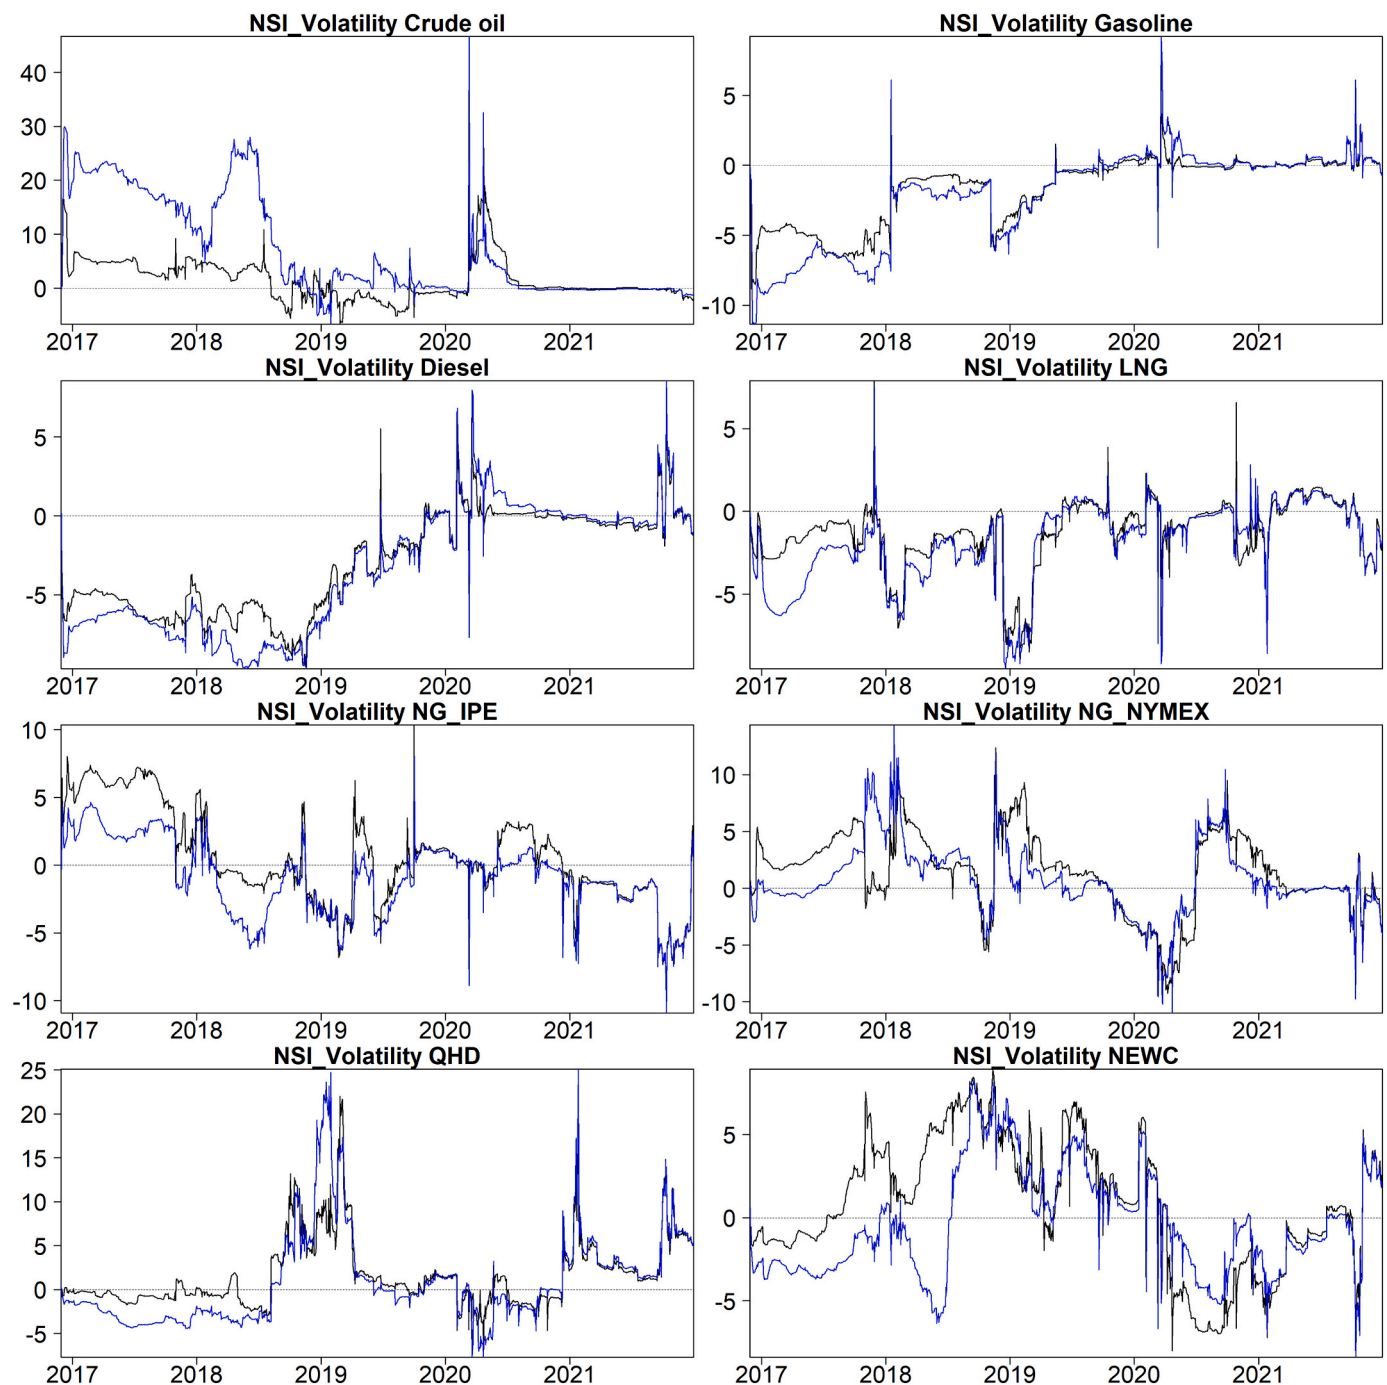 NSI_Volatility Crude oil
40
30
20
10
0
2017 2018 2019 2020 2021
NSI_Volatility Gasoline
5
0
-5
-10
2017 2018 2019 2020 2021
NSI_Volatility Diesel
5
0
-5
2017 2018 2019 2020 2021
NSI_Volatility LNG
5
0
-5
2017 2018 2019 2020 2021
NSI_Volatility NG_IPE
10
5
0
-5
-10
2017 2018 2019 2020 2021
NSI_Volatility NG_NYMEX
10
5
0
-5
-10
2017 2018 2019 2020 2021
NSI_Volatility QHD
25
20
15
10
5
0
-5
2017 2018 2019 2020 2021
NSI_Volatility NEWC
5
0
-5
2017 2018 2019 2020 2021